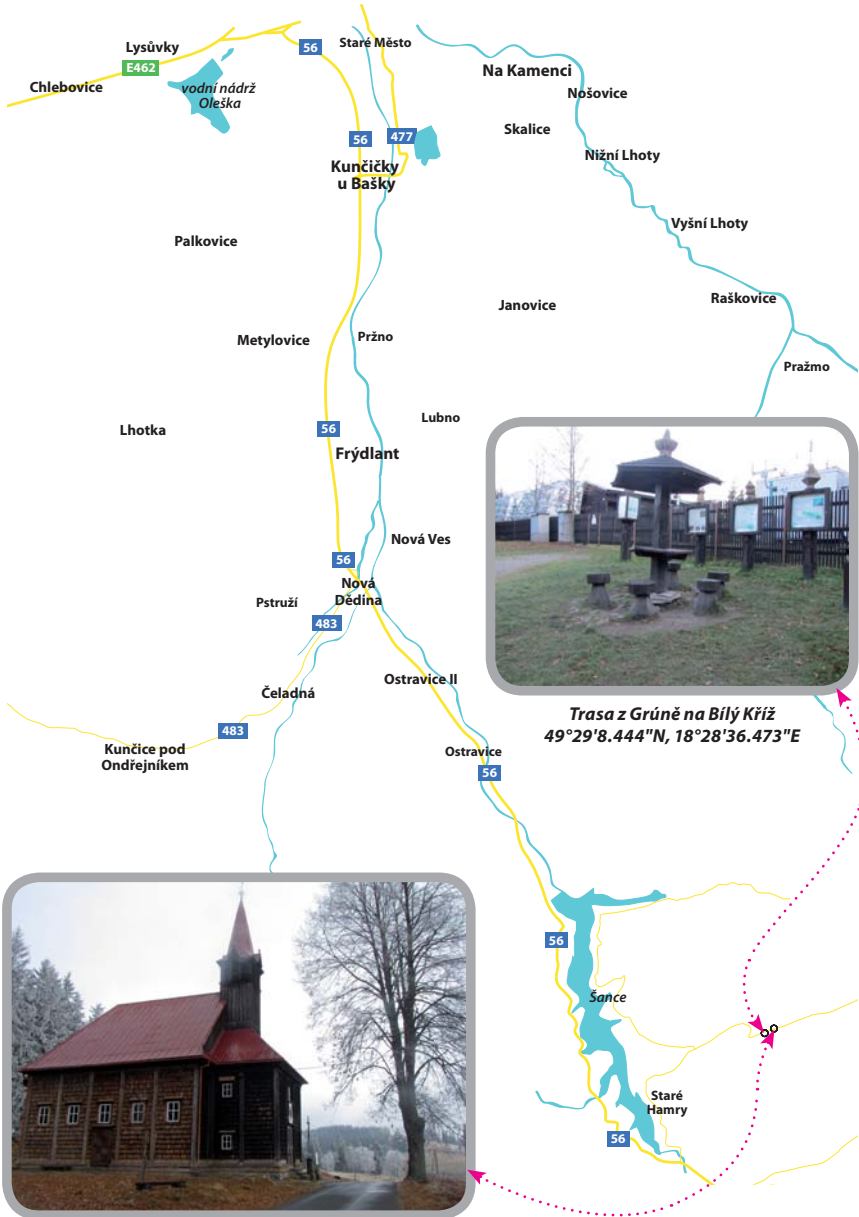 Lysůvky
E462
Chlebovice
vodní nádrž
Oleška
56
Staré Město
Na Kamenci
Nošovice
Skalice
56
477
Kunčičky
u Bašky
Nižní Lhoty
Vyšní Lhoty
Palkovice
Raškovice
Janovice
Metylovice
Pržno
Pražmo
Lhotka
56
Lubno
Frýdlant
Nová Ves
56
Nová
Dědina
Pstruží
483
Čeladná
Ostravice II
483
Kunčice pod
Ondřejníkem
Trasa z Grúně na Bílý Kříž
49°29'8.444"N, 18°28'36.473"E
Ostravice
56
56
Šance
Staré
Hamry
56